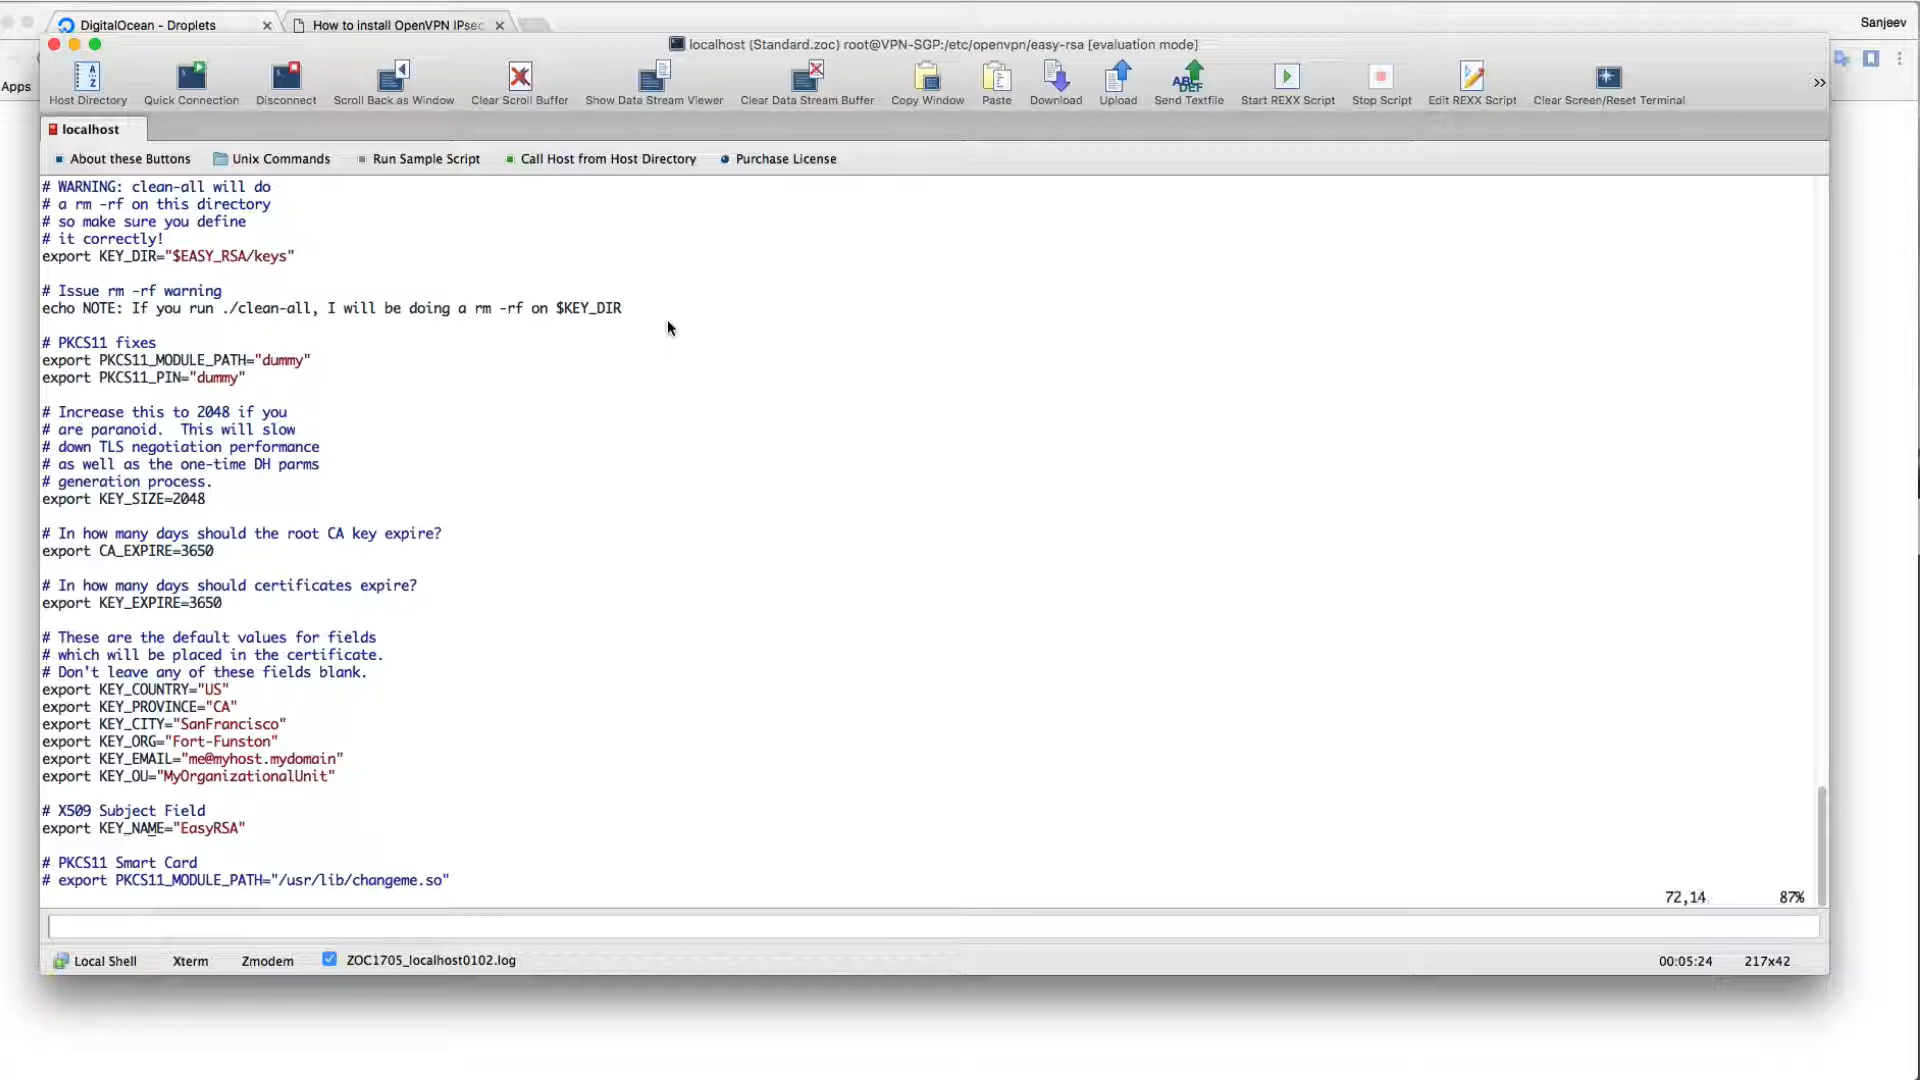 DigitalOcean - Droplets
How to install OpenVPN IPsec
Sanjeev
localhost (Standard.zoc) root@VPN-SGP:/etc/openvpn/easy-rsa [evaluation mode]
Apps
Host Directory
Quick Connection
Disconnect
Scroll Back as Window
Clear Scroll Buffer
Show Data Stream Viewer
Clear Data Stream Buffer
Copy Window
Paste
Download
Upload
Send Textfile
Start REXX Script
Stop Script
Edit REXX Script
Clear Screen/Reset Terminal
localhost
About these Buttons
Unix Commands
Run Sample Script
Call Host from Host Directory
Purchase License
# WARNING: clean-all will do
# a rm -rf on this directory
# so make sure you define
# it correctly!
export KEY_DIR="$EASY_RSA/keys"
# Issue rm -rf warning
echo NOTE: If you run ./clean-all, I will be doing a rm -rf on $KEY_DIR
# PKCS11 fixes
export PKCS11_MODULE_PATH="dummy"
export PKCS11_PIN="dummy"
# Increase this to 2048 if you
# are paranoid.  This will slow
# down TLS negotiation performance
# as well as the one-time DH parms
# generation process.
export KEY_SIZE=2048
# In how many days should the root CA key expire?
export CA_EXPIRE=3650
# In how many days should certificates expire?
export KEY_EXPIRE=3650
# These are the default values for fields
# which will be placed in the certificate.
# Don't leave any of these fields blank.
export KEY_COUNTRY="US"
export KEY_PROVINCE="CA"
export KEY_CITY="SanFrancisco"
export KEY_ORG="Fort-Funston"
export KEY_EMAIL="me@myhost.mydomain"
export KEY_OU="MyOrganizationalUnit"
# X509 Subject Field
export KEY_NAME="EasyRSA"
# PKCS11 Smart Card
# export PKCS11_MODULE_PATH="/usr/lib/changeme.so"
72,14
87%
Local Shell
Xterm
Zmodem
ZOC1705_localhost0102.log
00:05:24
217x42